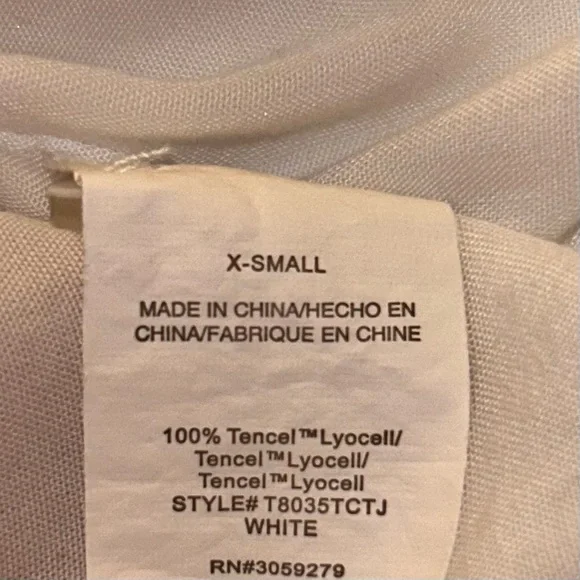 X-SMALL
MADE IN CHINA/HECHO EN
CHINA/FABRIQUE EN CHINE
100% Tencel™Lyocell/
Tencel™Lyocell/
Tencel™Lyocell
STYLE# T8035TCTJ
WHITE
RN#3059279